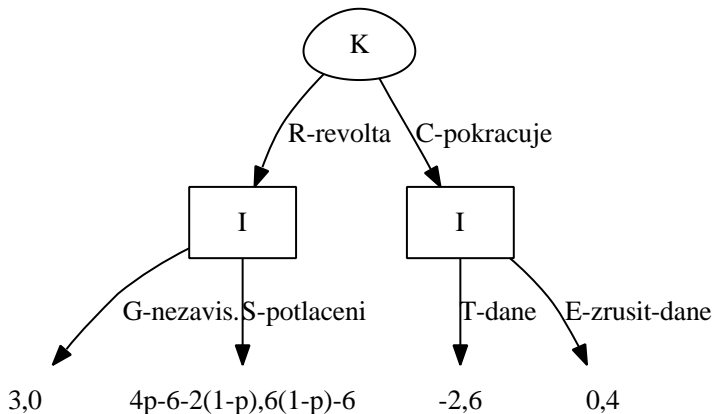 K
R-revolta
C-pokracuje
I
I
G-nezavis.
S-potlaceni
T-dane
E-zrusit-dane
3,0
4p-6-2(1-p),6(1-p)-6
-2,6
0,4